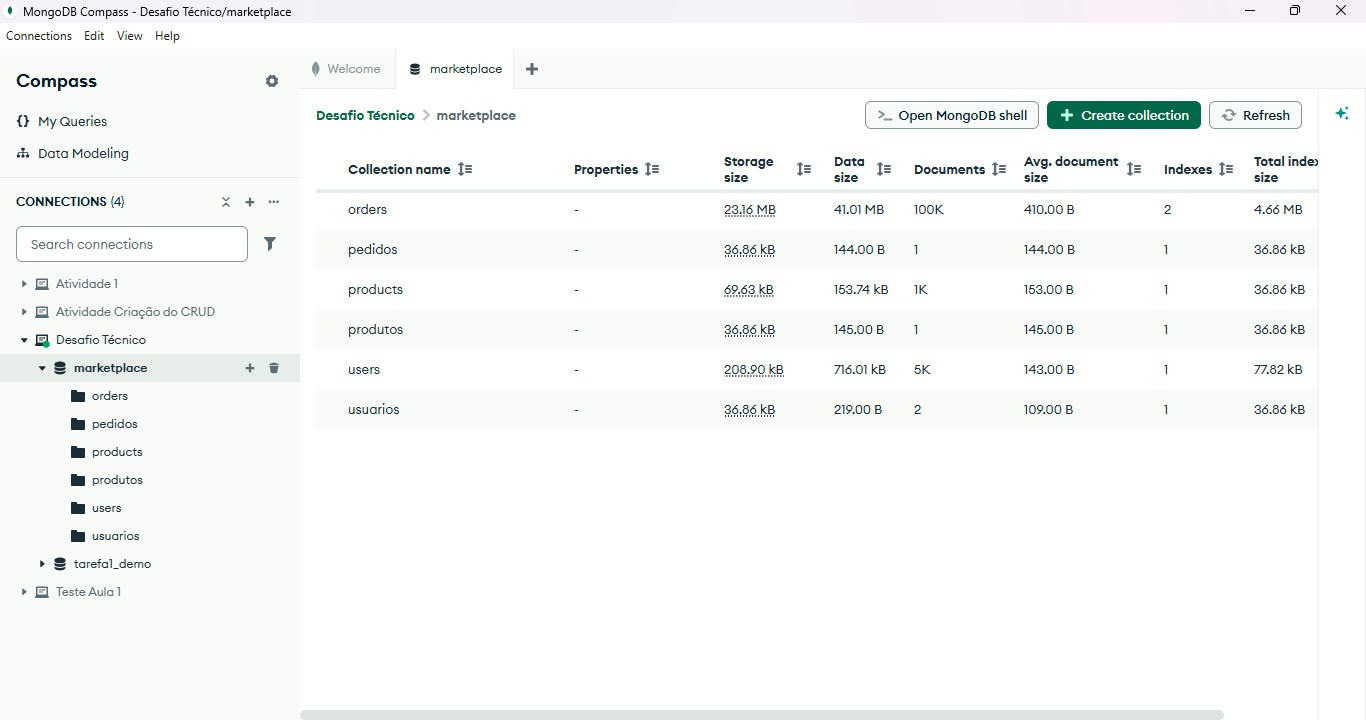 MongoDB Compass - Desafio Técnico/marketplace
Connections Edit View Help
Compass
Welcome
marketplace
My Queries
Data Modeling
Desafio Técnico > marketplace
>_ Open MongoDB shell
+ Create collection
Refresh
CONNECTIONS (4)
Search connections
Atividade 1
Atividade Criação do CRUD
Desafio Técnico
marketplace
orders
pedidos
products
produtos
users
usuarios
tarefa1_demo
Teste Aula 1
Collection name Properties Storage size Data size Documents Avg. document size Indexes Total index size
orders - 23.16 MB 41.01 MB 100K 410.00 B 2 4.66 MB
pedidos - 36.86 kB 144.00 B 1 144.00 B 1 36.86 kB
products - 69.63 kB 153.74 kB 1K 153.00 B 1 36.86 kB
produtos - 36.86 kB 145.00 B 1 145.00 B 1 36.86 kB
users - 208.90 kB 716.01 kB 5K 143.00 B 1 77.82 kB
usuarios - 36.86 kB 219.00 B 2 109.00 B 1 36.86 kB